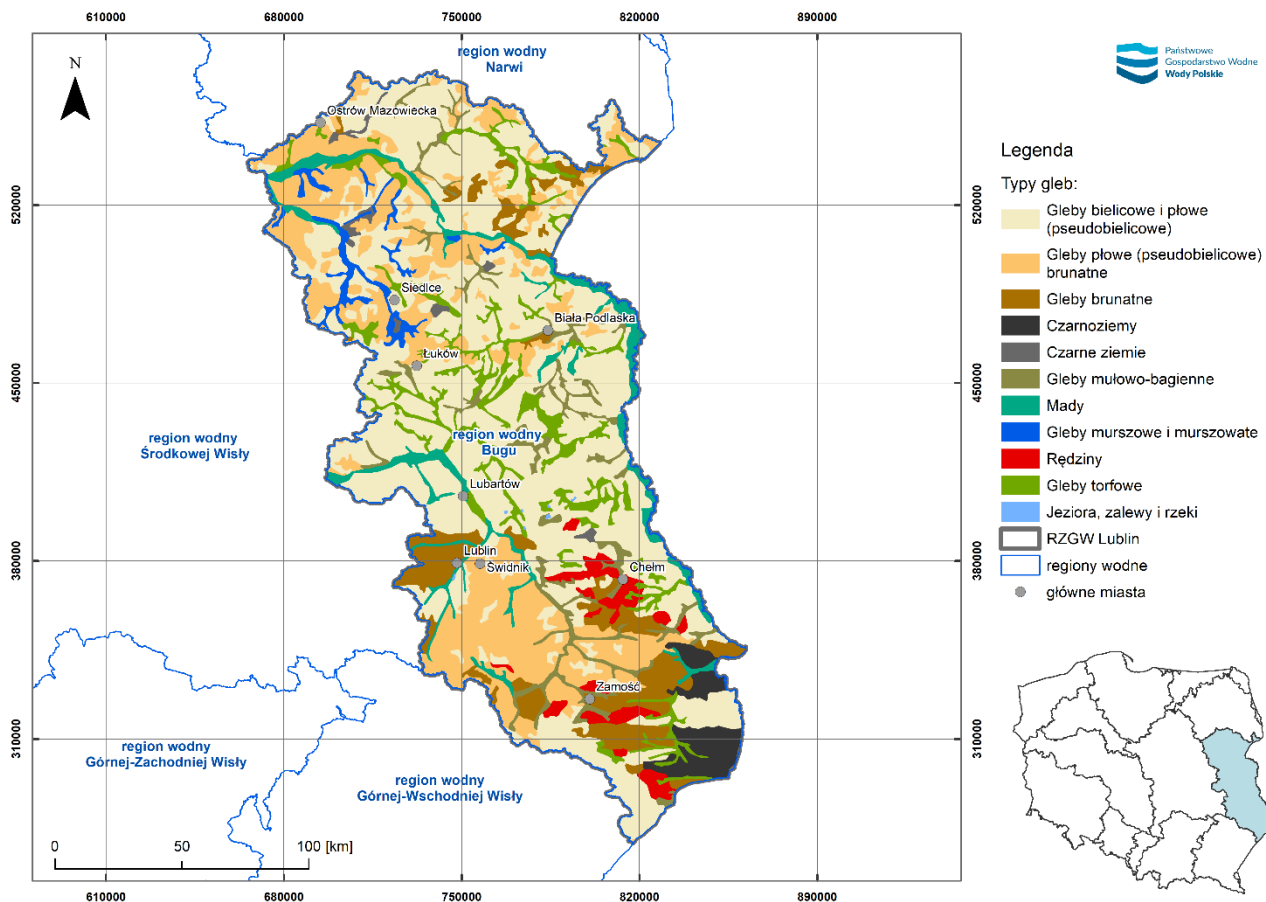 610000 680000 750000 820000 890000
region wodny
Narwi
N
Państwowe
Gospodarstwo Wodne
Wody Polskie
Ostrów Mazowiecka
Legenda
Typy gleb:
520000 520000
Gleby bielicowe i płowe
(pseudobielicowe)
Gleby płowe (pseudobielicowe)
brunatne
Gleby brunatne
Czarnoziemy
Czarne ziemie
Gleby mułowo-bagienne
Mady
Gleby murszowe i murszowate
Rędziny
Gleby torfowe
Jeziora, zalewy i rzeki
RZGW Lublin
regiony wodne
główne miasta
Siedlce
Biała Podlaska
Łuków
450000 450000
region wodny
Środkowej Wisły
region wodny
Bugu
Lubartów
380000 380000
Lublin
Świdnik
Chełm
Zamość
310000 310000
region wodny
Górnej-Zachodniej Wisły
region wodny
Górnej-Wschodniej Wisły
0 50 100 [km]
610000 680000 750000 820000 890000